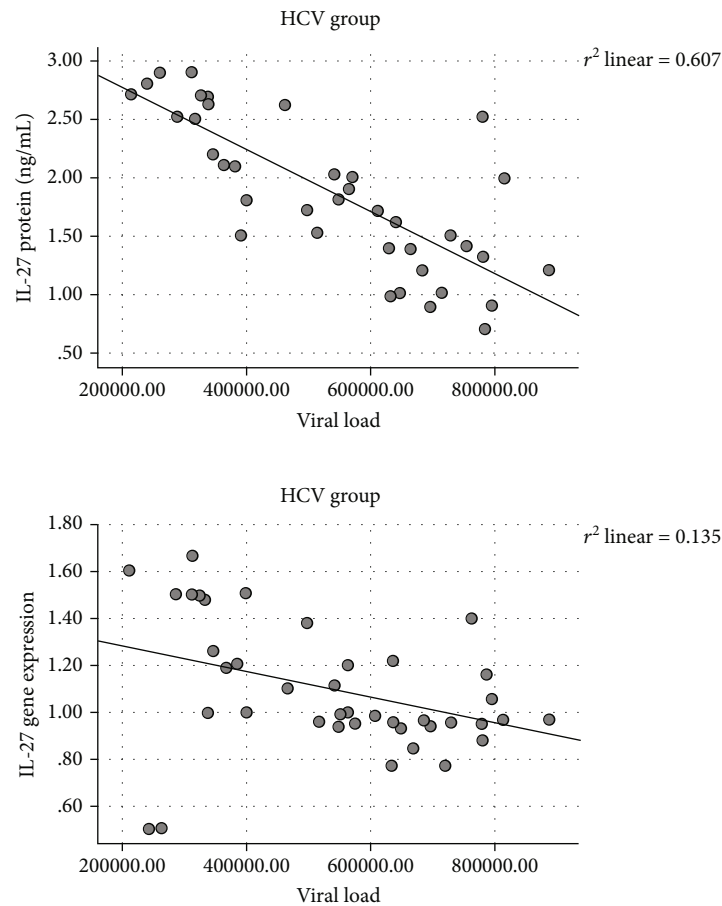 HCV group
r² linear = 0.607
3.00
2.50
2.00
1.50
1.00
.50
IL-27 protein (ng/mL)
200000.00 400000.00 600000.00 800000.00
Viral load
HCV group
r² linear = 0.135
1.80
1.60
1.40
1.20
1.00
.80
.60
IL-27 gene expression
200000.00 400000.00 600000.00 800000.00
Viral load